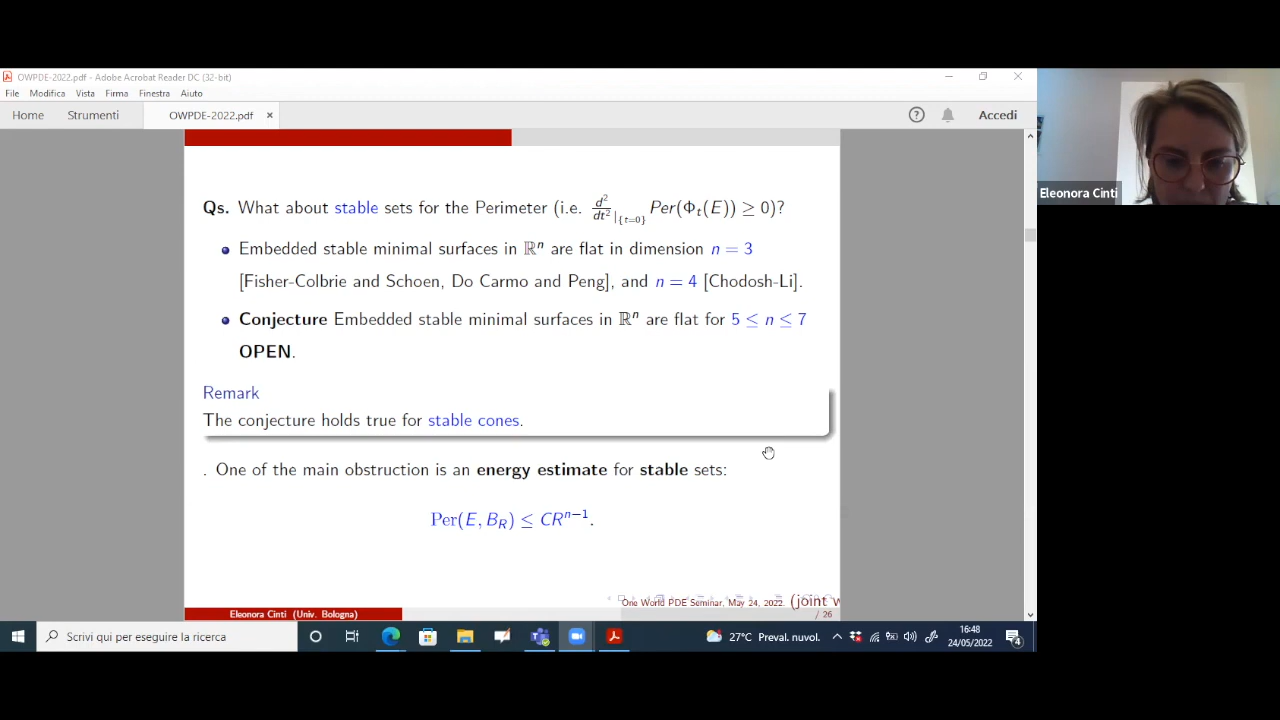 OWPDE-2022.pdf - Adobe Acrobat Reader DC (32-bit)
File Modifica Vista Firma Finestra Aiuto
Home Strumenti OWPDE-2022.pdf × Accedi
Qs. What about stable sets for the Perimeter (i.e. d²/dt² |{t=0} Per(Φt(E)) ≥ 0)?
Embedded stable minimal surfaces in ℝⁿ are flat in dimension n = 3
[Fisher-Colbrie and Schoen, Do Carmo and Peng], and n = 4 [Chodosh-Li].
Conjecture Embedded stable minimal surfaces in ℝⁿ are flat for 5 ≤ n ≤ 7
OPEN.
Remark
The conjecture holds true for stable cones.
. One of the main obstruction is an energy estimate for stable sets:
Per(E, B_R) ≤ CRⁿ⁻¹.
One World PDE Seminar, May 24, 2022. (joint w
Eleonora Cinti (Univ. Bologna)
/ 26
Eleonora Cinti
Scrivi qui per eseguire la ricerca
27°C Preval. nuvol.
16:48
24/05/2022
4